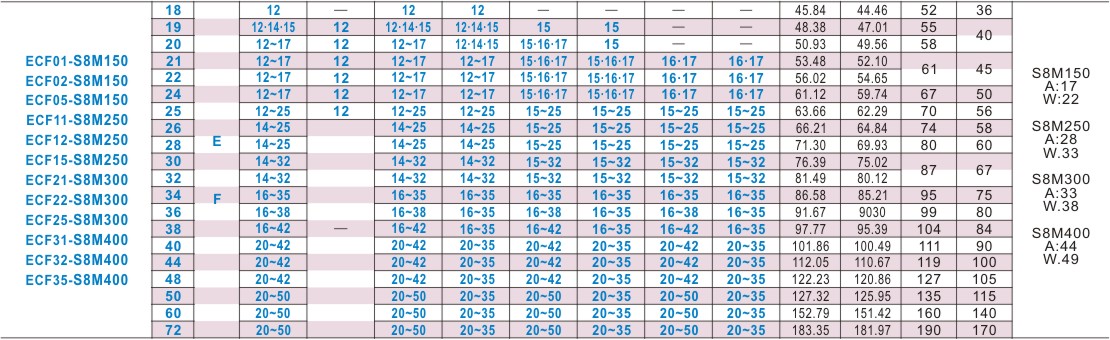 18 12 — 12 12 — — — — 45.84 44.46 52 36
19 12·14·15 12 12·14·15 12·14·15 15 15 — — 48.38 47.01 55 40
20 12~17 12 12~17 12·14·15 15·16·17 15 — — 50.93 49.56 58
ECF01-S8M150 21 12~17 12 12~17 12~17 15·16·17 15·16·17 16·17 16·17 53.48 52.10 61 45
ECF02-S8M150 22 12~17 12 12~17 12~17 15·16·17 15·16·17 16·17 16·17 56.02 54.65 S8M150
ECF05-S8M150 24 12~17 12 12~17 12~17 15·16·17 15·16·17 16·17 16·17 61.12 59.74 67 50 A:17
W:22
ECF11-S8M250 25 12~25 12 12~25 12~25 15~25 15~25 15~25 15~25 63.66 62.29 70 56
26 14~25 14~25 14~25 15~25 15~25 15~25 15~25 66.21 64.84 74 58 S8M250
ECF12-S8M250 E 28 14~25 14~25 14~25 15~25 15~25 15~25 15~25 71.30 69.93 80 60 A:28
W.33
ECF15-S8M250 30 14~32 14~32 14~32 15~32 15~32 15~32 15~32 76.39 75.02 87 67
ECF21-S8M300 32 14~32 14~32 14~32 15~32 15~32 15~32 15~32 81.49 80.12 S8M300
ECF22-S8M300 F 34 16~35 16~35 16~35 16~35 16~35 16~35 16~35 86.58 85.21 95 75 A:33
W.38
ECF25-S8M300 36 16~38 16~38 16~35 16~38 16~35 16~38 16~35 91.67 9030 99 80
38 16~42 — 16~42 16~35 16~42 16~35 16~42 16~35 97.77 95.39 104 84 S8M400
ECF31-S8M400 40 20~42 20~42 20~35 20~42 20~35 20~42 20~35 101.86 100.49 111 90 A:44
ECF32-S8M400 44 20~42 20~42 20~35 20~42 20~35 20~42 20~35 112.05 110.67 119 100 W.49
ECF35-S8M400 48 20~42 20~42 20~35 20~42 20~35 20~42 20~35 122.23 120.86 127 105
50 20~50 20~50 20~35 20~50 20~35 20~50 20~35 127.32 125.95 135 115
60 20~50 20~50 20~35 20~50 20~35 20~50 20~35 152.79 151.42 160 140
72 20~50 20~50 20~35 20~50 20~35 20~50 20~35 183.35 181.97 190 170